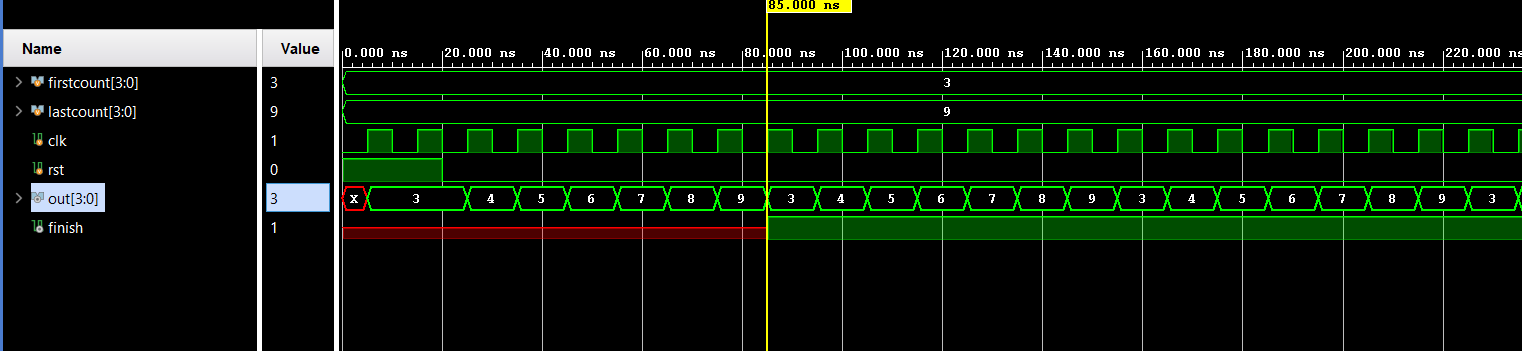 85.000 ns
Name Value
0.000 ns 20.000 ns 40.000 ns 60.000 ns 80.000 ns 100.000 ns 120.000 ns 140.000 ns 160.000 ns 180.000 ns 200.000 ns 220.000
firstcount[3:0] 3 3
lastcount[3:0] 9 9
clk 1
rst 0
out[3:0] 3 X 3 4 5 6 7 8 9 3 4 5 6 7 8 9 3 4 5 6 7 8 9 3
finish 1